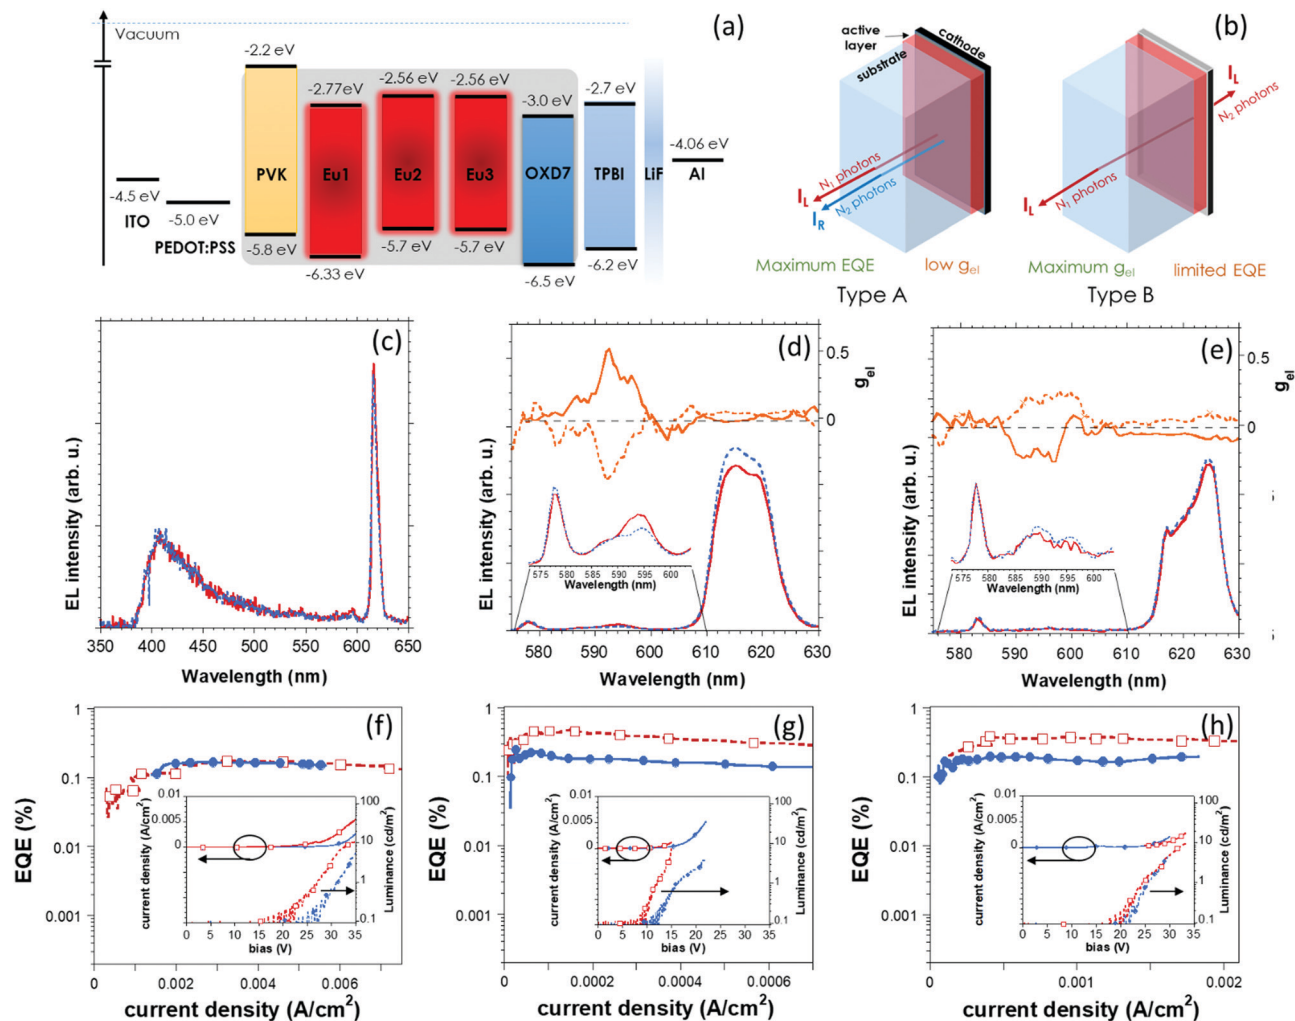 (a)
Vacuum
-2.2 eV
-2.77 eV
-2.56 eV
-2.56 eV
-3.0 eV
-2.7 eV
-4.06 eV
PVK
Eu1
Eu2
Eu3
OXD7
TPBI
LiF
Al
-4.5 eV
ITO
-5.0 eV
PEDOT:PSS
-5.8 eV
-6.33 eV
-5.7 eV
-5.7 eV
-6.5 eV
-6.2 eV
(b)
active layer
cathode
substrate
N1 photons
N2 photons
IL
IR
Maximum EQE
low gel
Type A
IL
N2 photons
N1 photons
IL
Maximum gel
limited EQE
Type B
(c)
EL intensity (arb. u.)
350 400 450 500 550 600 650
Wavelength (nm)
(d)
0.5
0
gel
EL intensity (arb. u.)
575 580 585 590 595 600
Wavelength (nm)
580 590 600 610 620 630
Wavelength (nm)
(e)
0.5
0
gel
EL intensity (arb. u.)
575 580 585 590 595 600
Wavelength (nm)
580 590 600 610 620 630
Wavelength (nm)
(f)
1
0.1
0.01
0.001
EQE (%)
0.01
0.005
0
current density (A/cm2)
100
10
1
0.1
Luminance (cd/m2)
0 5 10 15 20 25 30 35
bias (V)
0 0.002 0.004 0.006
current density (A/cm2)
(g)
1
0.1
0.01
0.001
EQE (%)
0.01
0.005
0
current density (A/cm2)
100
10
1
0.1
Luminance (cd/m2)
0 5 10 15 20 25 30 35
bias (V)
0 0.0002 0.0004 0.0006
current density (A/cm2)
(h)
1
0.1
0.01
0.001
EQE (%)
0.01
0.005
0
current density (A/cm2)
100
10
1
0.1
Luminance (cd/m2)
0 5 10 15 20 25 30 35
bias (V)
0 0.001 0.002
current density (A/cm2)